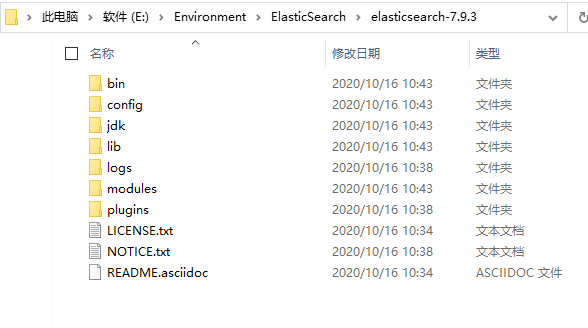 此电脑 > 软件 (E:) > Environment > ElasticSearch > elasticsearch-7.9.3
名称 修改日期 类型
bin 2020/10/16 10:43 文件夹
config 2020/10/16 10:43 文件夹
jdk 2020/10/16 10:43 文件夹
lib 2020/10/16 10:43 文件夹
logs 2020/10/16 10:38 文件夹
modules 2020/10/16 10:43 文件夹
plugins 2020/10/16 10:38 文件夹
LICENSE.txt 2020/10/16 10:34 文本文档
NOTICE.txt 2020/10/16 10:38 文本文档
README.asciidoc 2020/10/16 10:34 ASCIIDOC 文件